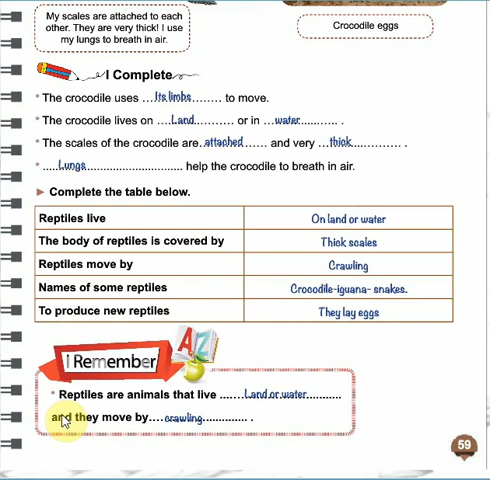 My scales are attached to each
other. They are very thick! I use
my lungs to breath in air.
Crocodile eggs
I Complete
* The crocodile uses ...Its limbs........ to move.
* The crocodile lives on ....Land........... or in ...water............ .
* The scales of the crocodile are.attached...... and very ...thick.............. .
* .....Lungs............................... help the crocodile to breath in air.
► Complete the table below.
Reptiles live On land or water
The body of reptiles is covered by Thick scales
Reptiles move by Crawling
Names of some reptiles Crocodile-iguana- snakes.
To produce new reptiles They lay eggs
AZ
I Remember
* Reptiles are animals that live .......Land or water...........
and they move by....crawling.............. .
59